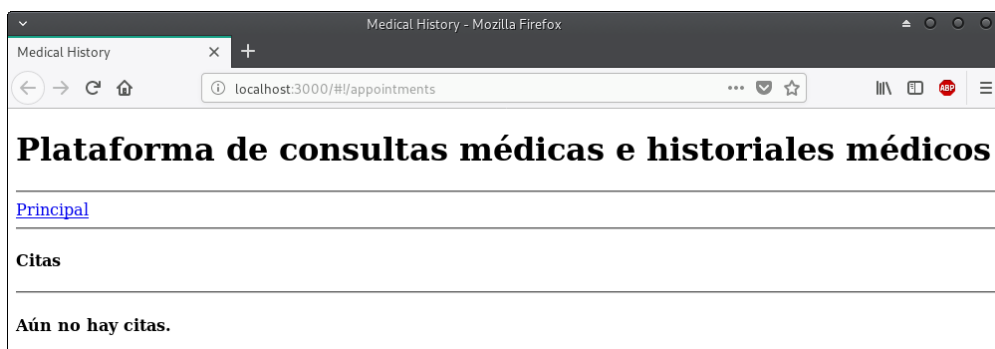 Medical History - Mozilla Firefox
Medical History
localhost:3000/#!/appointments
ABP
Plataforma de consultas médicas e historiales médicos
Principal
Citas
Aún no hay citas.